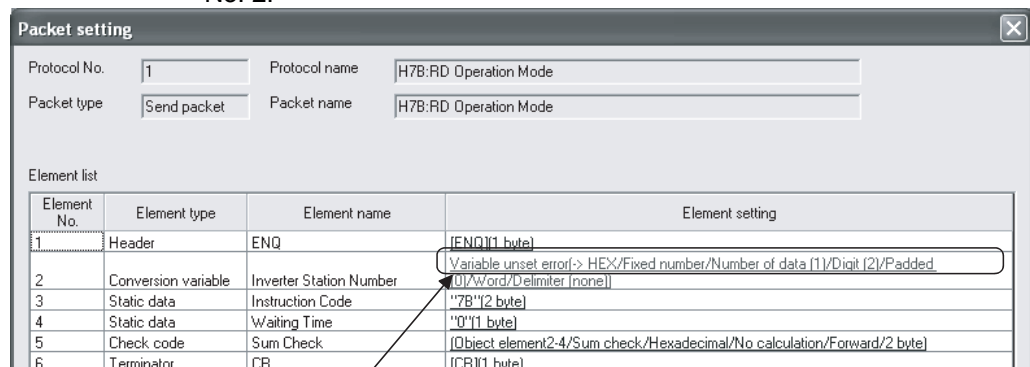 No. 2.
Packet setting
Protocol No. 1 Protocol name H7B:RD Operation Mode
Packet type Send packet Packet name H7B:RD Operation Mode
Element list
Element No. Element type Element name Element setting
1 Header ENQ [ENQ](1 byte)
2 Conversion variable Inverter Station Number Variable unset error(-> HEX/Fixed number/Number of data [1]/Digit [2]/Padded
[0]/Word/Delimiter [none])
3 Static data Instruction Code "7B"(2 byte)
4 Static data Waiting Time "0"(1 byte)
5 Check code Sum Check (Object element2-4/Sum check/Hexadecimal/No calculation/Forward/2 byte)
6 Terminator CR [CR](1 byte)